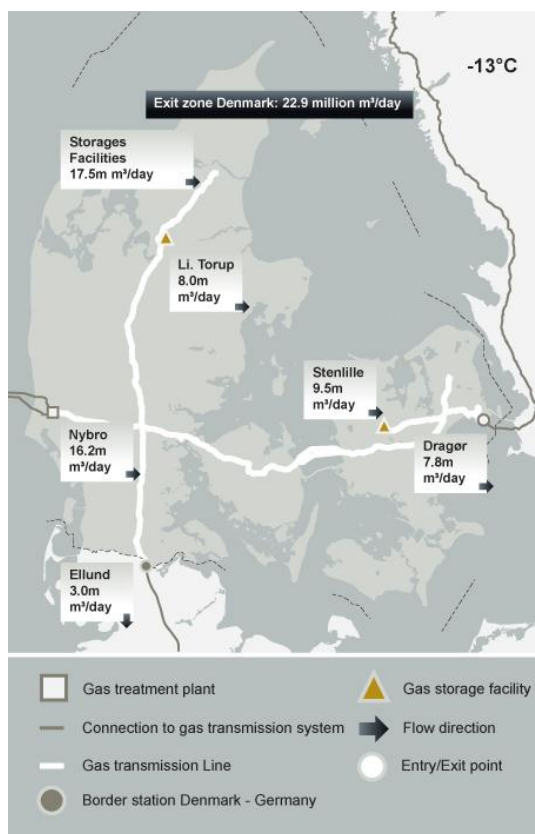 -13°C
Exit zone Denmark: 22.9 million m³/day
Storages
Facilities
17.5m m³/day
Li. Torup
8.0m
m³/day
Stenlille
9.5m
m³/day
Nybro
16.2m
m³/day
Dragør
7.8m
m³/day
Ellund
3.0m
m³/day
Gas treatment plant
Gas storage facility
Connection to gas transmission system
Flow direction
Gas transmission Line
Entry/Exit point
Border station Denmark - Germany